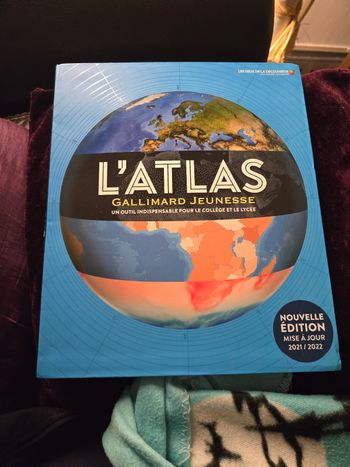 LES YEUX DE LA DÉCOUVERTE
L'ATLAS
GALLIMARD JEUNESSE
UN OUTIL INDISPENSABLE POUR LE COLLÈGE ET LE LYCÉE
NOUVELLE
ÉDITION
MISE À JOUR
2021 / 2022